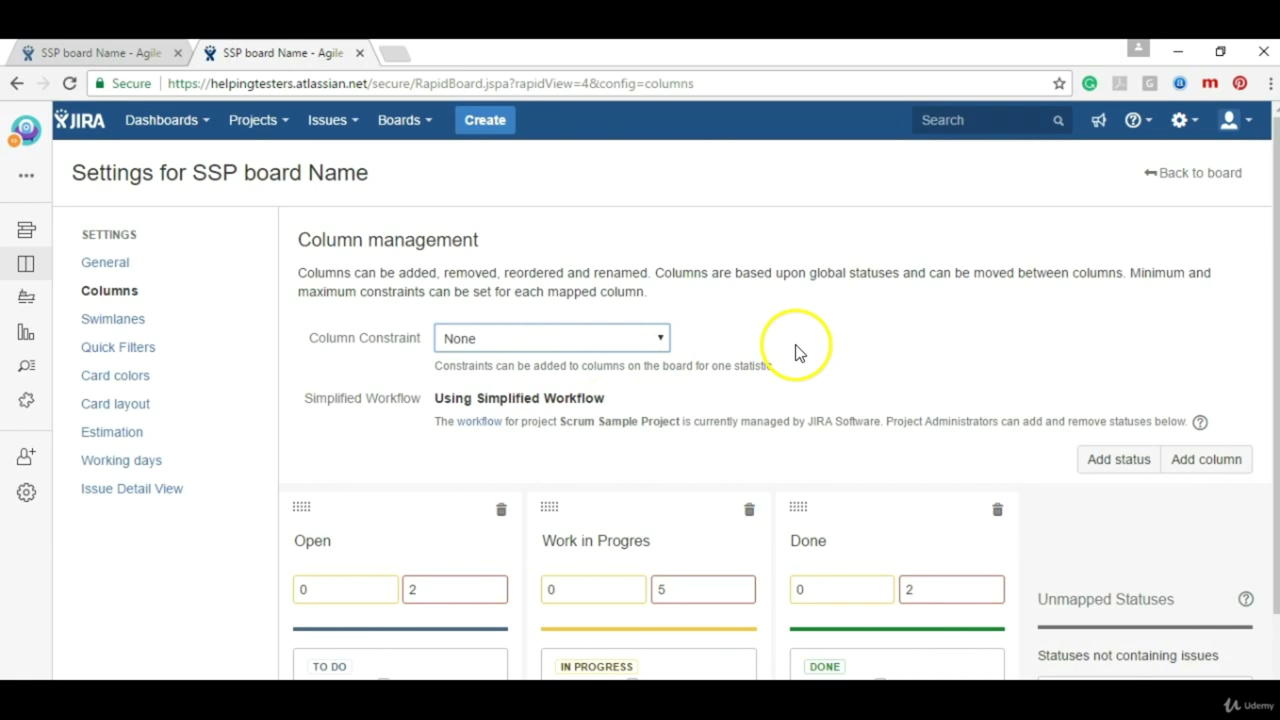 SSP board Name - Agile
SSP board Name - Agile
Secure
https://helpingtesters.atlassian.net/secure/RapidBoard.jspa?rapidView=4&config=columns
JIRA
Dashboards
Projects
Issues
Boards
Create
Search
Settings for SSP board Name
Back to board
SETTINGS
General
Columns
Swimlanes
Quick Filters
Card colors
Card layout
Estimation
Working days
Issue Detail View
Column management
Columns can be added, removed, reordered and renamed. Columns are based upon global statuses and can be moved between columns. Minimum and
maximum constraints can be set for each mapped column.
Column Constraint
None
Constraints can be added to columns on the board for one statistic
Simplified Workflow
Using Simplified Workflow
The workflow for project Scrum Sample Project is currently managed by JIRA Software. Project Administrators can add and remove statuses below.
Add status
Add column
Open
Work in Progres
Done
0
2
0
5
0
2
Unmapped Statuses
Statuses not containing issues
TO DO
IN PROGRESS
DONE
Udemy